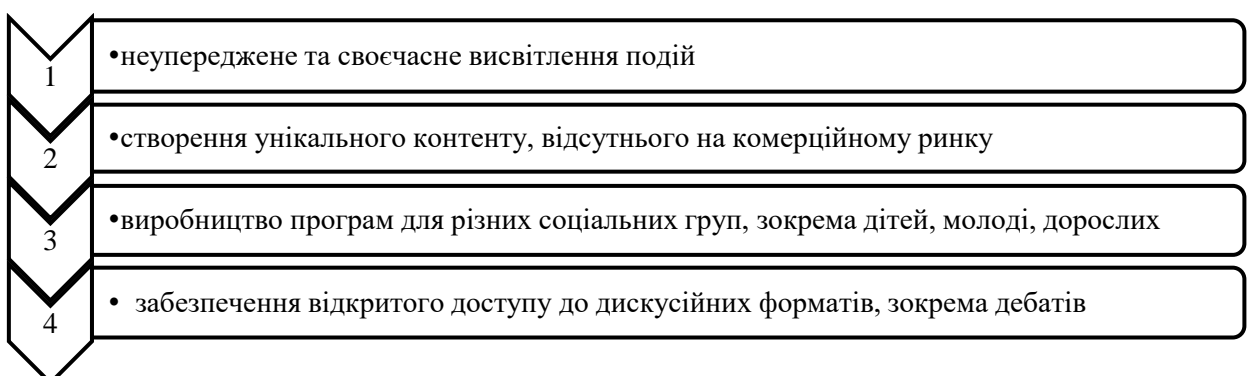 1
•неупереджене та своєчасне висвітлення подій
2
•створення унікального контенту, відсутнього на комерційному ринку
3
•виробництво програм для різних соціальних груп, зокрема дітей, молоді, дорослих
4
• забезпечення відкритого доступу до дискусійних форматів, зокрема дебатів